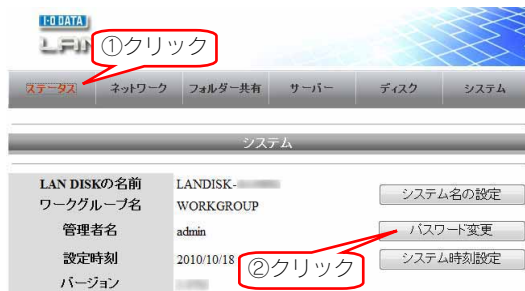 I-O DATA
LAN
①クリック
ステータス ネットワーク フォルダー共有 サーバー ディスク システム
システム
LAN DISKの名前 LANDISK-
システム名の設定
ワークグループ名 WORKGROUP
管理者名 admin
パスワード変更
設定時刻 2010/10/18
②クリック
システム時刻設定
バージョン